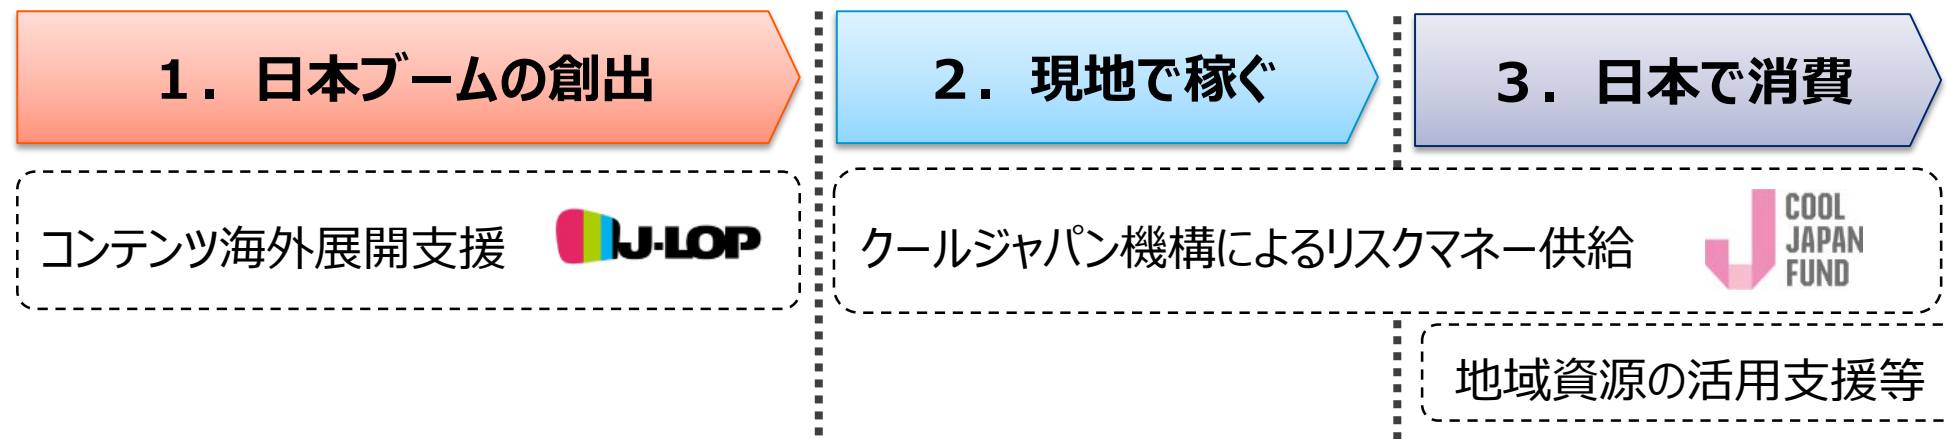 １．日本ブームの創出
２．現地で稼ぐ
３．日本で消費
コンテンツ海外展開支援
J-LOP
クールジャパン機構によるリスクマネー供給
COOL
JAPAN
FUND
地域資源の活用支援等